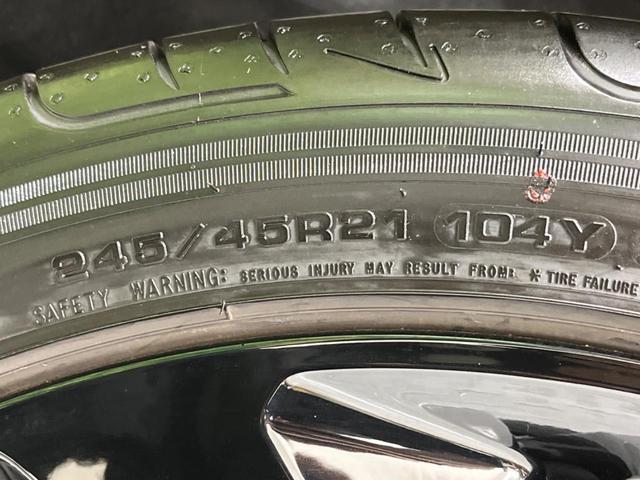 245/45R21 104Y
SAFETY WARNING: SERIOUS INJURY MAY RESULT FROM: * TIRE FAILURE